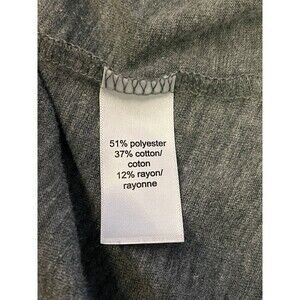 51% polyester
37% cotton/
coton
12% rayon/
rayonne